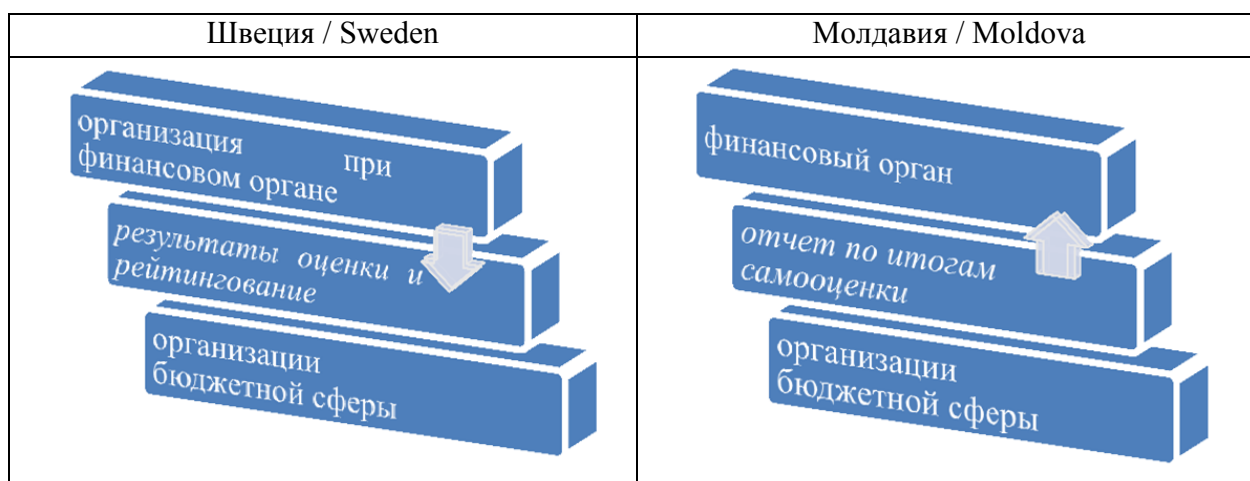 Швеция / Sweden
Молдавия / Moldova
организация при
финансовом органе
результаты оценки и
рейтингование
организации
бюджетной сферы
финансовый орган
отчет по итогам
самооценки
организации
бюджетной сферы